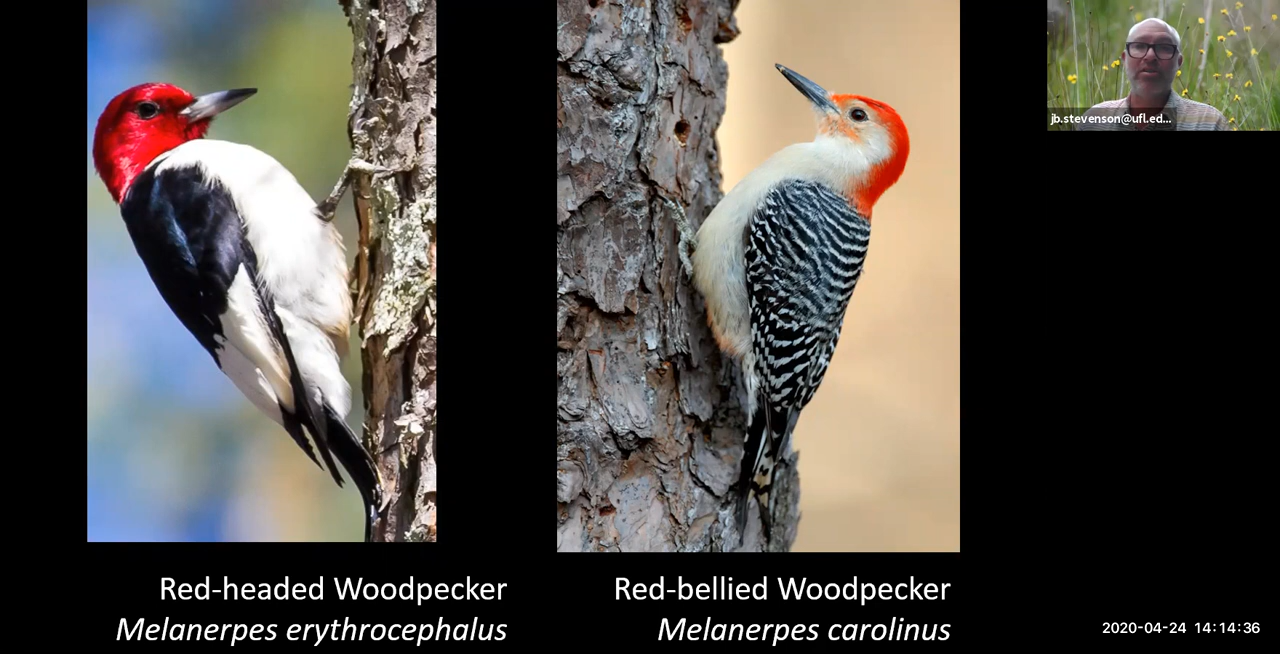 jb.stevenson@ufl.ed...
Red-headed Woodpecker
Melanerpes erythrocephalus
Red-bellied Woodpecker
Melanerpes carolinus
2020-04-24 14:14:36